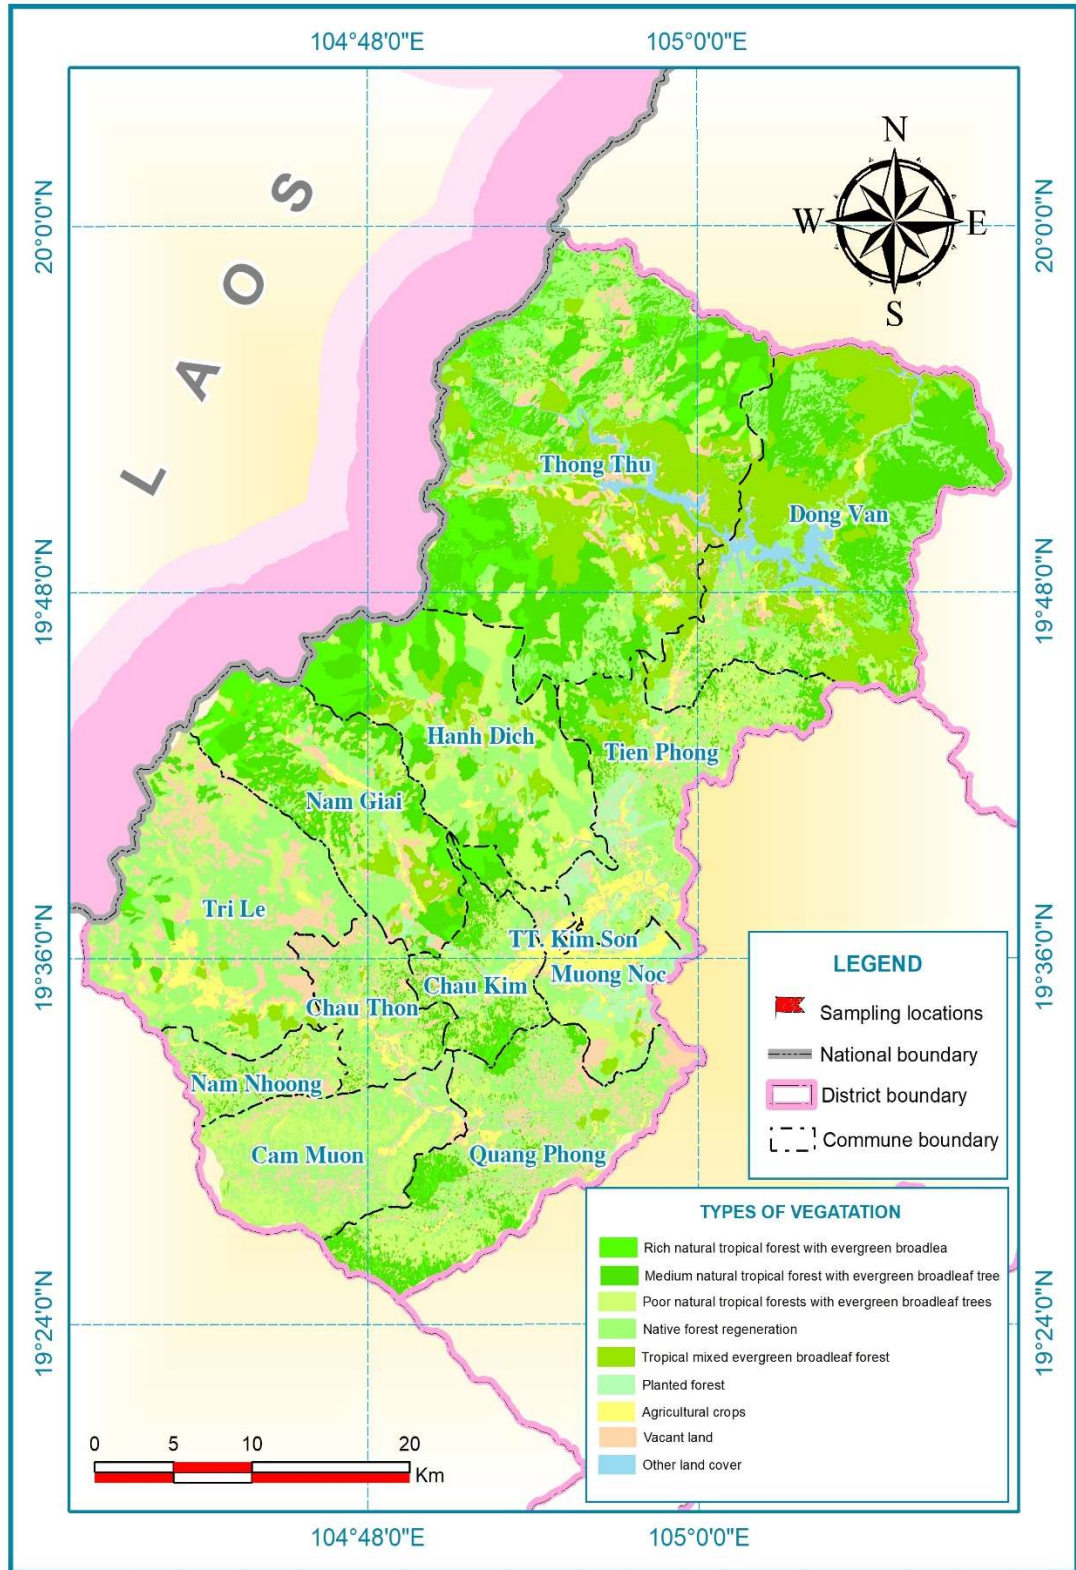 104°48'0"E
105°0'0"E
N
W
E
S
20°0'0"N
20°0'0"N
LAOS
Thong Thu
Dong Van
19°48'0"N
19°48'0"N
Hanh Dich
Tien Phong
Nam Giai
Tri Le
TT. Kim Son
Muong Noc
Chau Kim
Chau Thon
19°36'0"N
19°36'0"N
Nam Nhoong
Cam Muon
Quang Phong
LEGEND
Sampling locations
National boundary
District boundary
Commune boundary
TYPES OF VEGATATION
Rich natural tropical forest with evergreen broadlea
Medium natural tropical forest with evergreen broadleaf tree
Poor natural tropical forests with evergreen broadleaf trees
Native forest regeneration
Tropical mixed evergreen broadleaf forest
Planted forest
Agricultural crops
Vacant land
Other land cover
19°24'0"N
19°24'0"N
0 5 10 20
Km
104°48'0"E
105°0'0"E